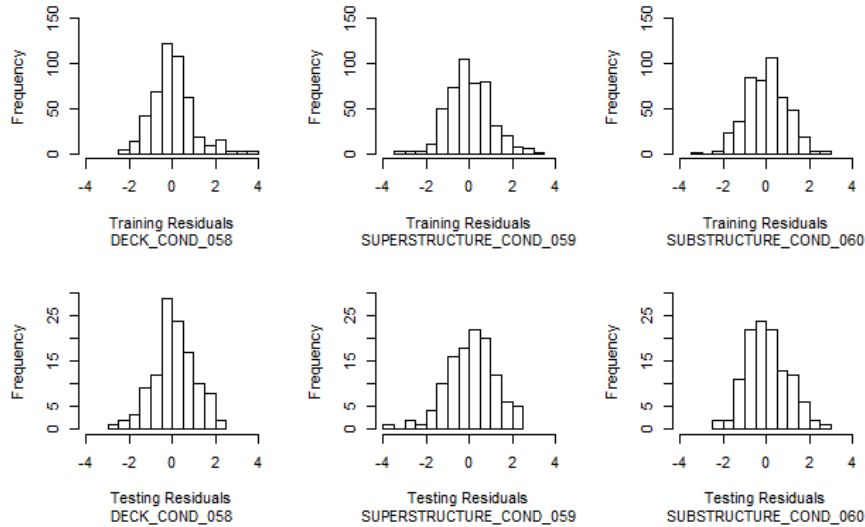 Frequency
0 50 100 150
-4 -2 0 2 4
Training Residuals
DECK_COND_058
Frequency
0 50 100 150
-4 -2 0 2 4
Training Residuals
SUPERSTRUCTURE_COND_059
Frequency
0 50 100 150
-4 -2 0 2 4
Training Residuals
SUBSTRUCTURE_COND_060
Frequency
0 5 15 25
-4 -2 0 2 4
Testing Residuals
DECK_COND_058
Frequency
0 5 15 25
-4 -2 0 2 4
Testing Residuals
SUPERSTRUCTURE_COND_059
Frequency
0 5 15 25
-4 -2 0 2 4
Testing Residuals
SUBSTRUCTURE_COND_060